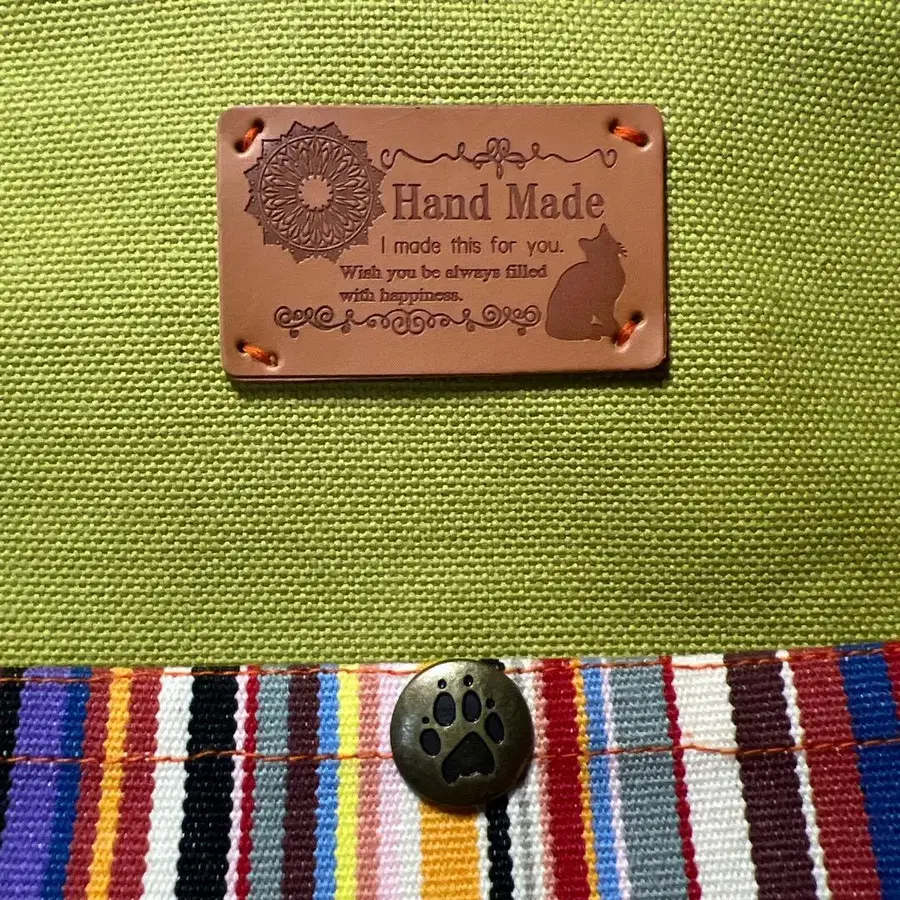 Hand Made
I made this for you.
Wish you be always filled
with happiness.